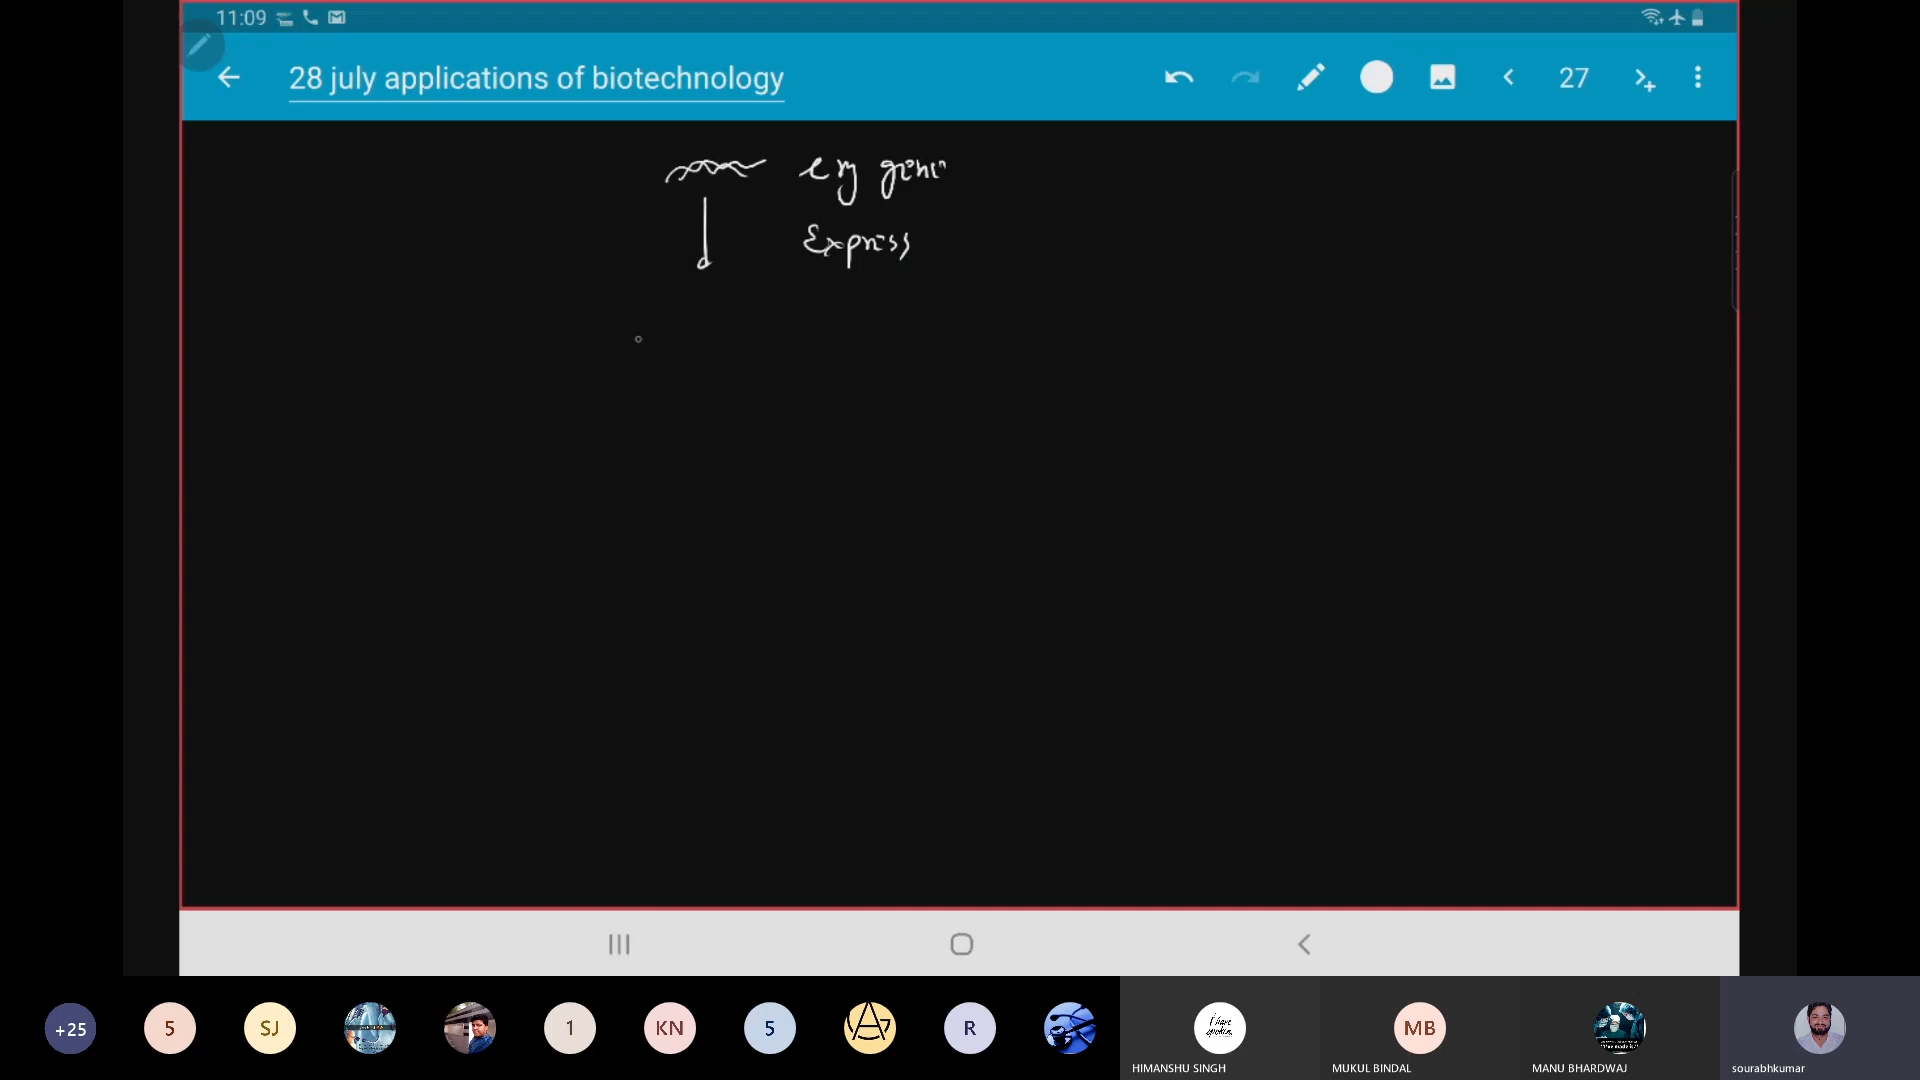 11:09
28 july applications of biotechnology
27
cry gene
Express
+25
5
SJ
1
KN
5
R
MB
HIMANSHU SINGH
MUKUL BINDAL
MANU BHARDWAJ
sourabhkumar